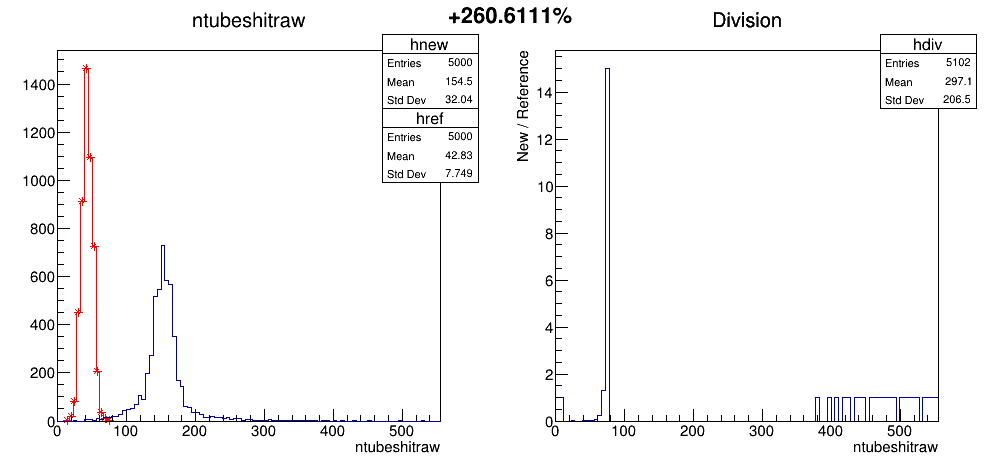 +260.6111%
ntubeshitraw
hnew
Entries 5000
Mean 154.5
Std Dev 32.04
href
Entries 5000
Mean 42.83
Std Dev 7.749
1400
1200
1000
800
600
400
200
0
0 100 200 300 400 500
ntubeshitraw
Division
hdiv
Entries 5102
Mean 297.1
Std Dev 206.5
New / Reference
14
12
10
8
6
4
2
0
0 100 200 300 400 500
ntubeshitraw